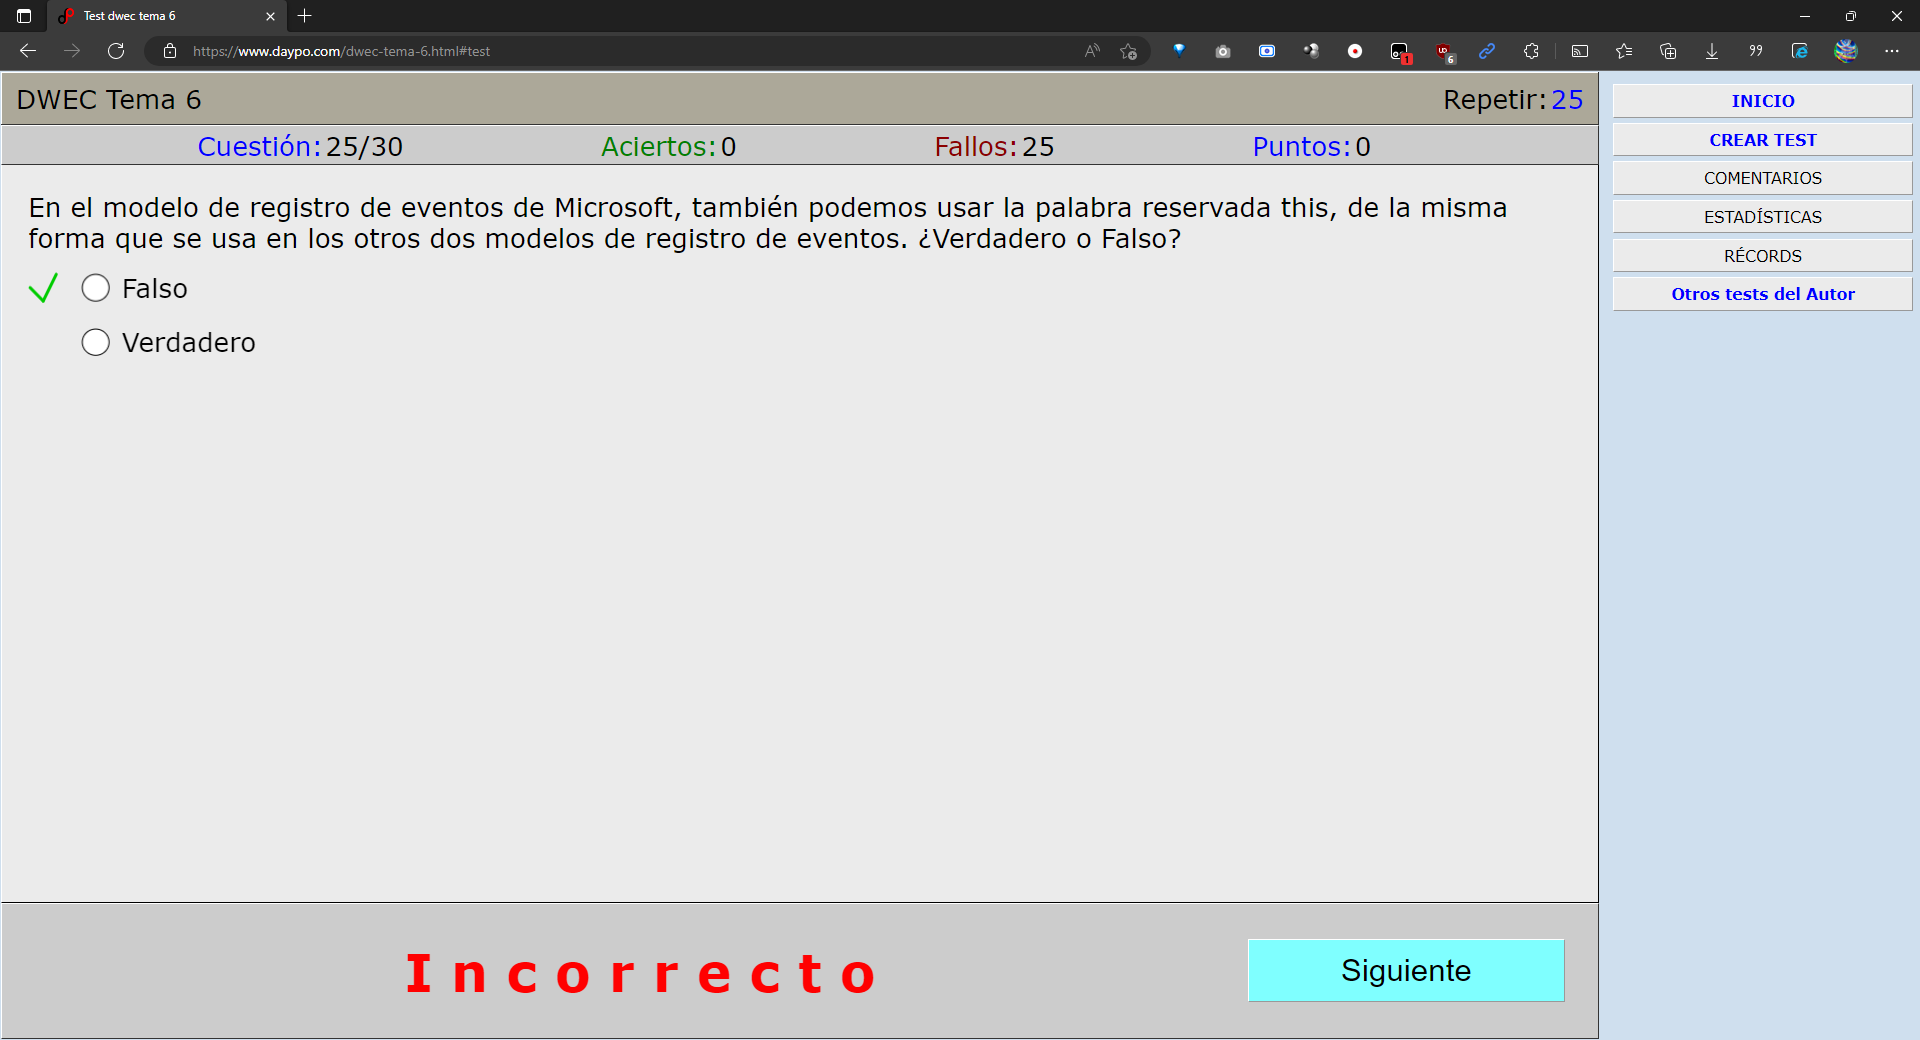 Test dwec tema 6
https://www.daypo.com/dwec-tema-6.html#test
1
6
DWEC Tema 6
Repetir:25
Cuestión:25/30
Aciertos:0
Fallos:25
Puntos:0
En el modelo de registro de eventos de Microsoft, también podemos usar la palabra reservada this, de la misma
forma que se usa en los otros dos modelos de registro de eventos. ¿Verdadero o Falso?
Falso
Verdadero
Incorrecto
Siguiente
INICIO
CREAR TEST
COMENTARIOS
ESTADÍSTICAS
RÉCORDS
Otros tests del Autor